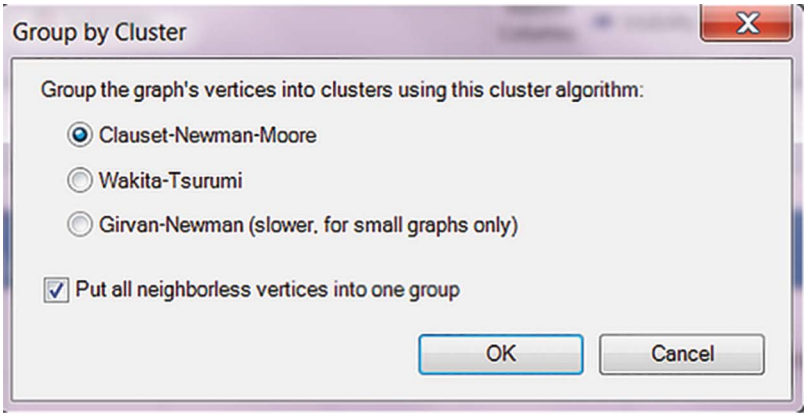 Group by Cluster
Group the graph's vertices into clusters using this cluster algorithm:
Clauset-Newman-Moore
Wakita-Tsurumi
Girvan-Newman (slower, for small graphs only)
Put all neighborless vertices into one group
OK Cancel